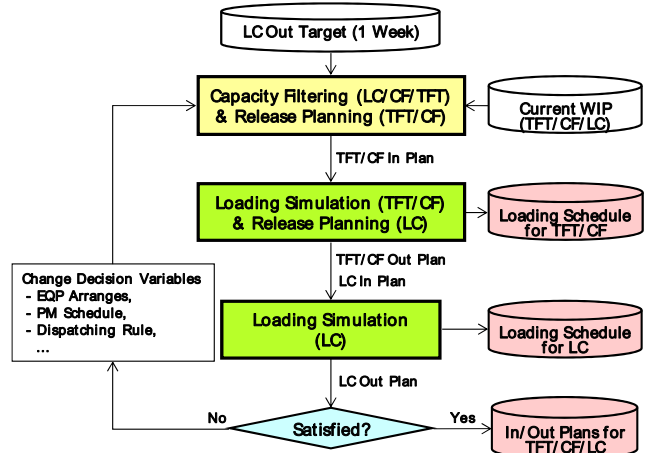 LC Out Target (1 Week)
Capacity Filtering (LC/CF/TFT)
& Release Planning (TFT/CF)
Current WIP
(TFT/CF/LC)
TFT/CF In Plan
Loading Simulation (TFT/CF)
& Release Planning (LC)
Loading Schedule
for TFT/CF
TFT/CF Out Plan
LC In Plan
Change Decision Variables
- EQP Arranges,
- PM Schedule,
- Dispatching Rule,
...
Loading Simulation
(LC)
Loading Schedule
for LC
LC Out Plan
No
Satisfied?
Yes
In/Out Plans for
TFT/CF/LC